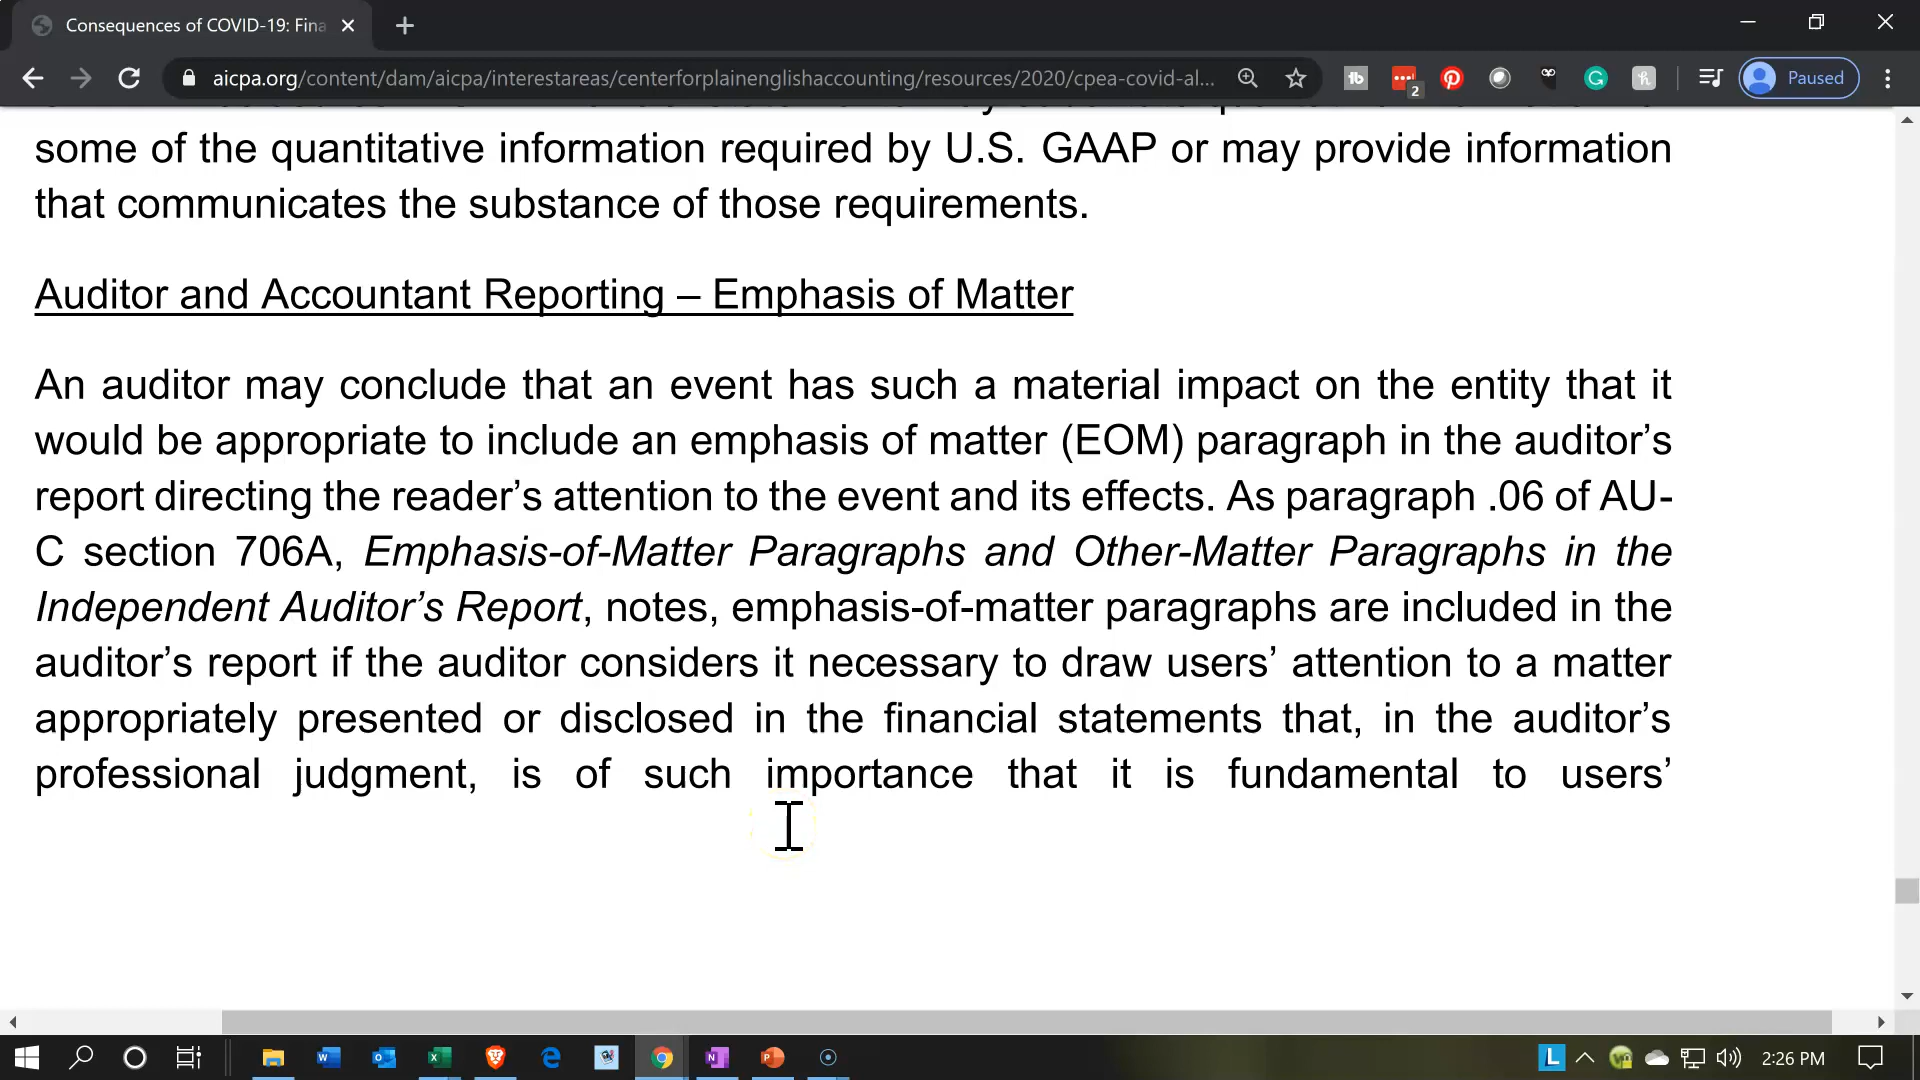 Consequences of COVID-19: Fina
aicpa.org/content/dam/aicpa/interestareas/centerforplainenglishaccounting/resources/2020/cpea-covid-al...
2
Paused
some of the quantitative information required by U.S. GAAP or may provide information
that communicates the substance of those requirements.
Auditor and Accountant Reporting – Emphasis of Matter
An auditor may conclude that an event has such a material impact on the entity that it
would be appropriate to include an emphasis of matter (EOM) paragraph in the auditor’s
report directing the reader’s attention to the event and its effects. As paragraph .06 of AU-
C section 706A, Emphasis-of-Matter Paragraphs and Other-Matter Paragraphs in the
Independent Auditor’s Report, notes, emphasis-of-matter paragraphs are included in the
auditor’s report if the auditor considers it necessary to draw users’ attention to a matter
appropriately presented or disclosed in the financial statements that, in the auditor’s
professional judgment, is of such importance that it is fundamental to users’
2:26 PM